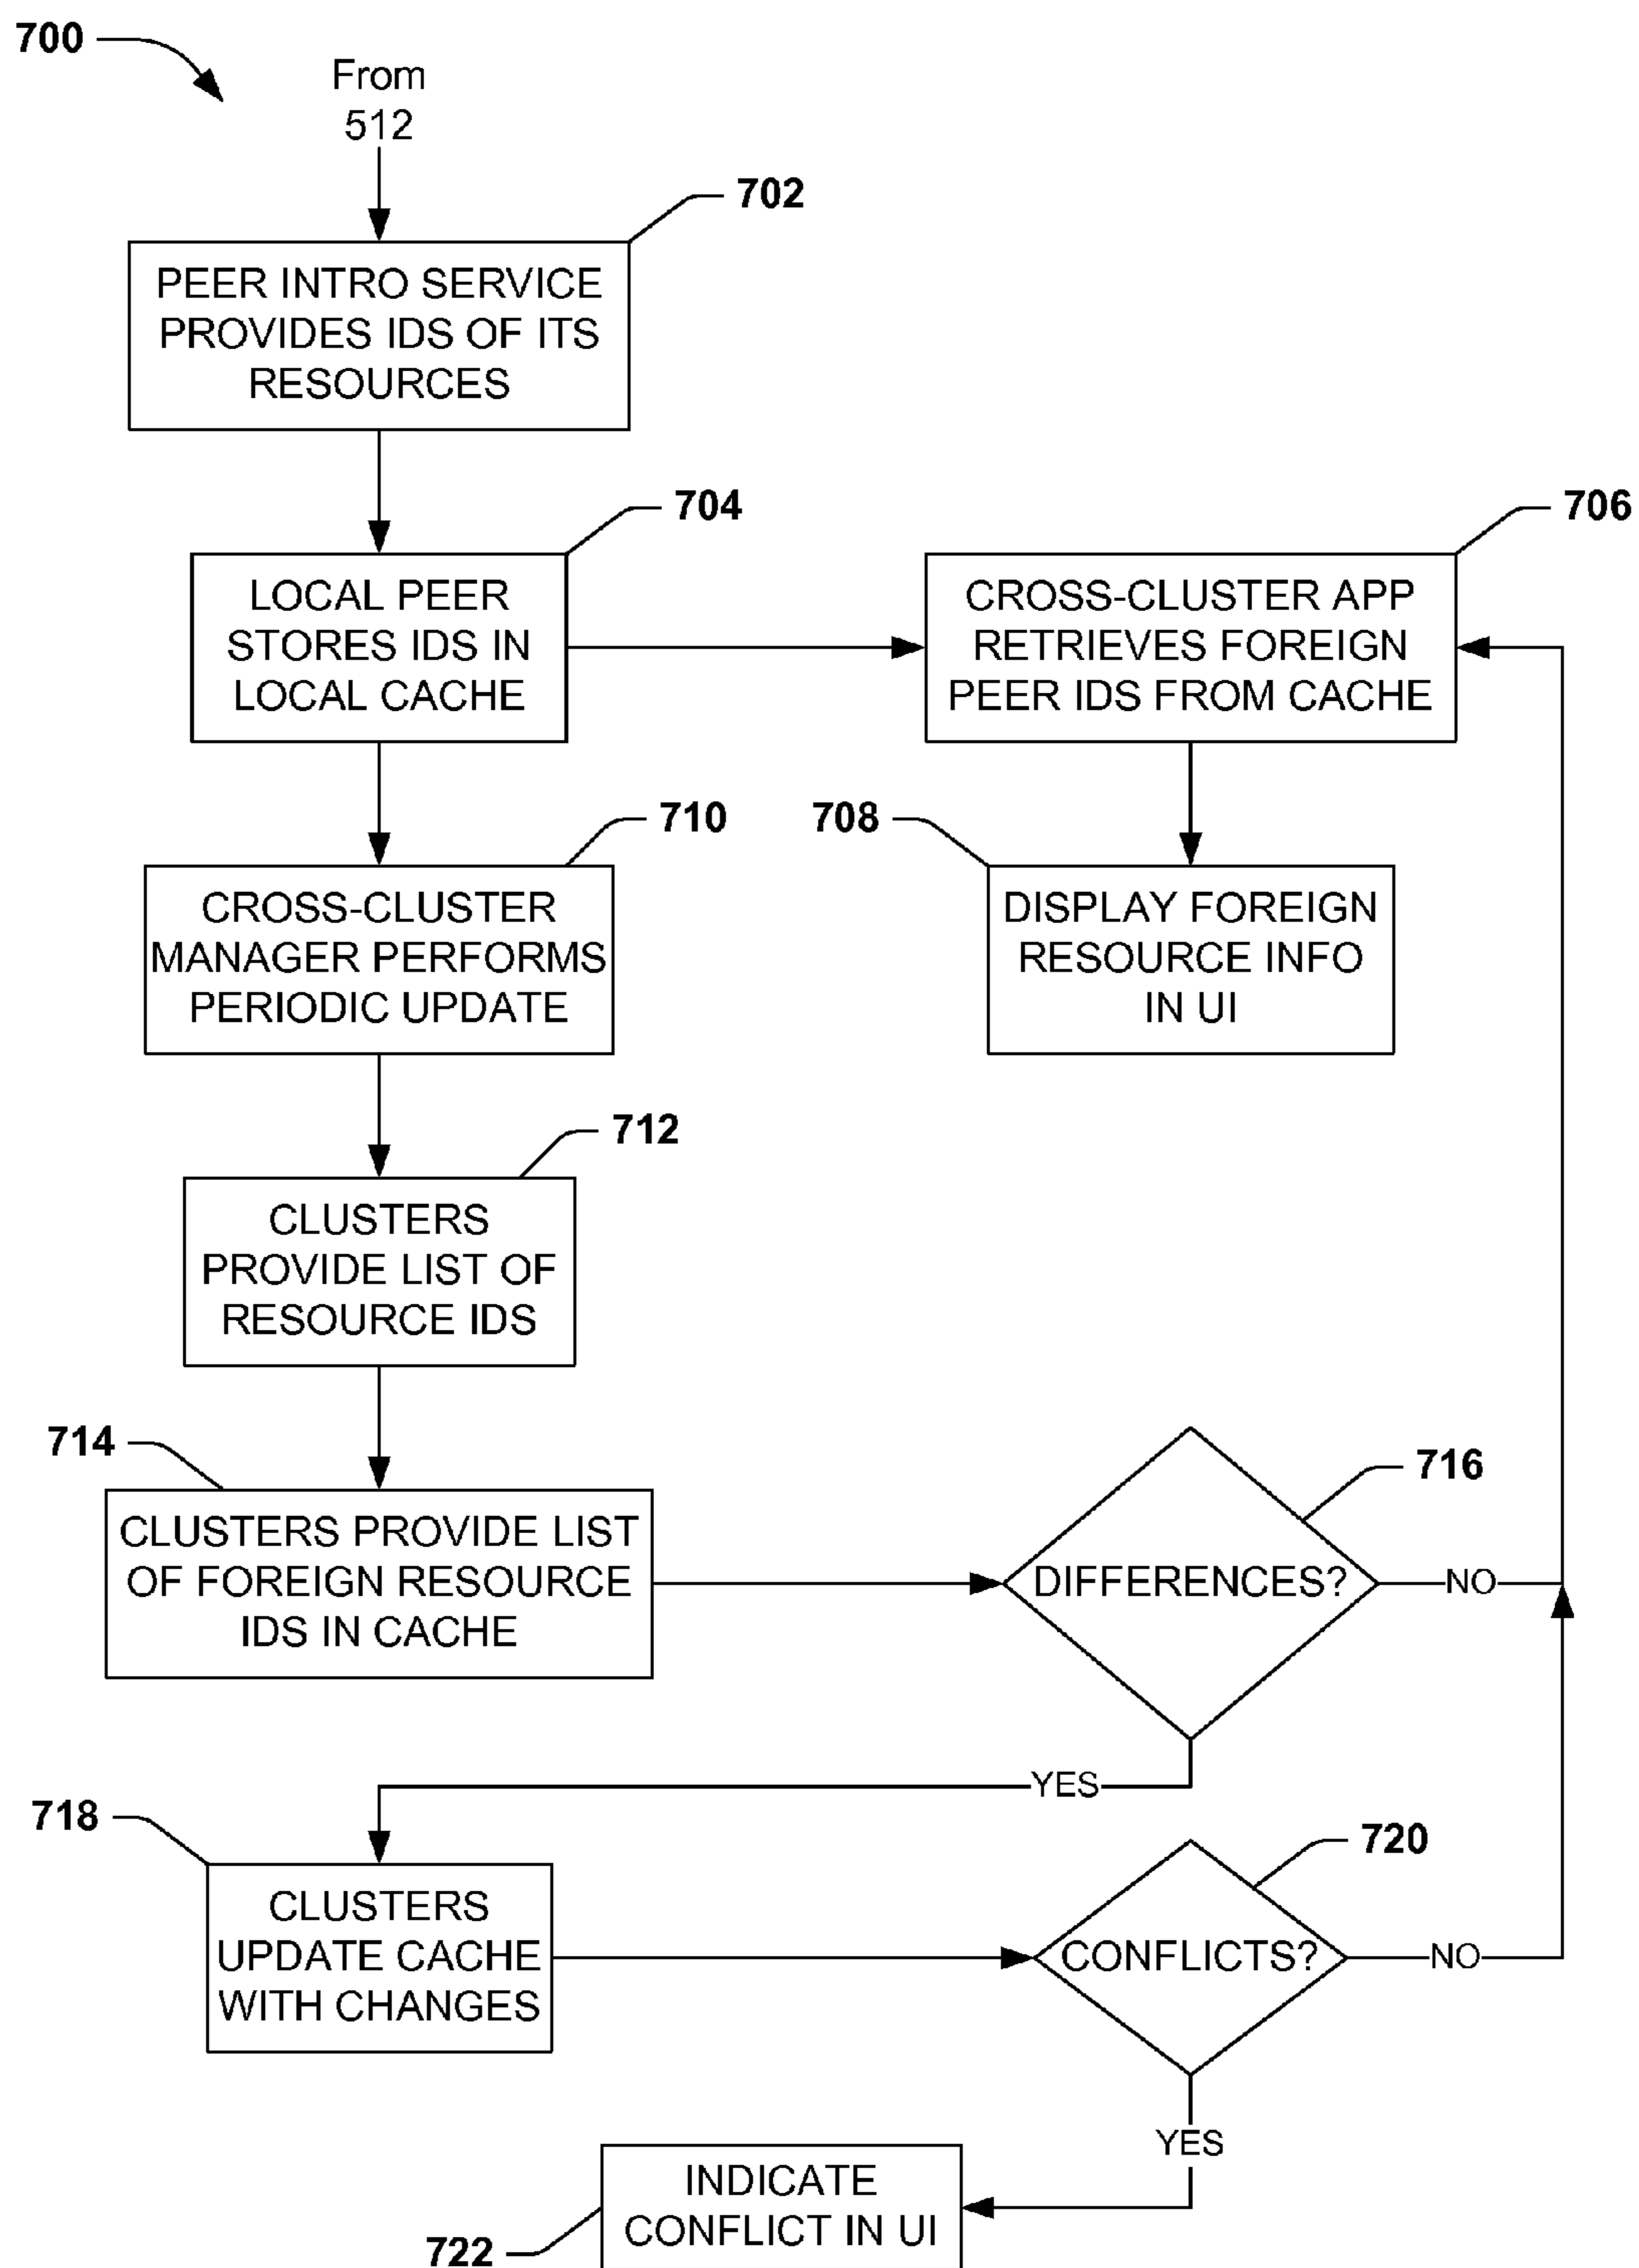 700
From
512
702
PEER INTRO SERVICE
PROVIDES IDS OF ITS
RESOURCES
704
LOCAL PEER
STORES IDS IN
LOCAL CACHE
706
CROSS-CLUSTER APP
RETRIEVES FOREIGN
PEER IDS FROM CACHE
710
CROSS-CLUSTER
MANAGER PERFORMS
PERIODIC UPDATE
708
DISPLAY FOREIGN
RESOURCE INFO
IN UI
712
CLUSTERS
PROVIDE LIST OF
RESOURCE IDS
714
CLUSTERS PROVIDE LIST
OF FOREIGN RESOURCE
IDS IN CACHE
716
DIFFERENCES?
NO
YES
718
CLUSTERS
UPDATE CACHE
WITH CHANGES
720
CONFLICTS?
NO
YES
INDICATE
CONFLICT IN UI
722